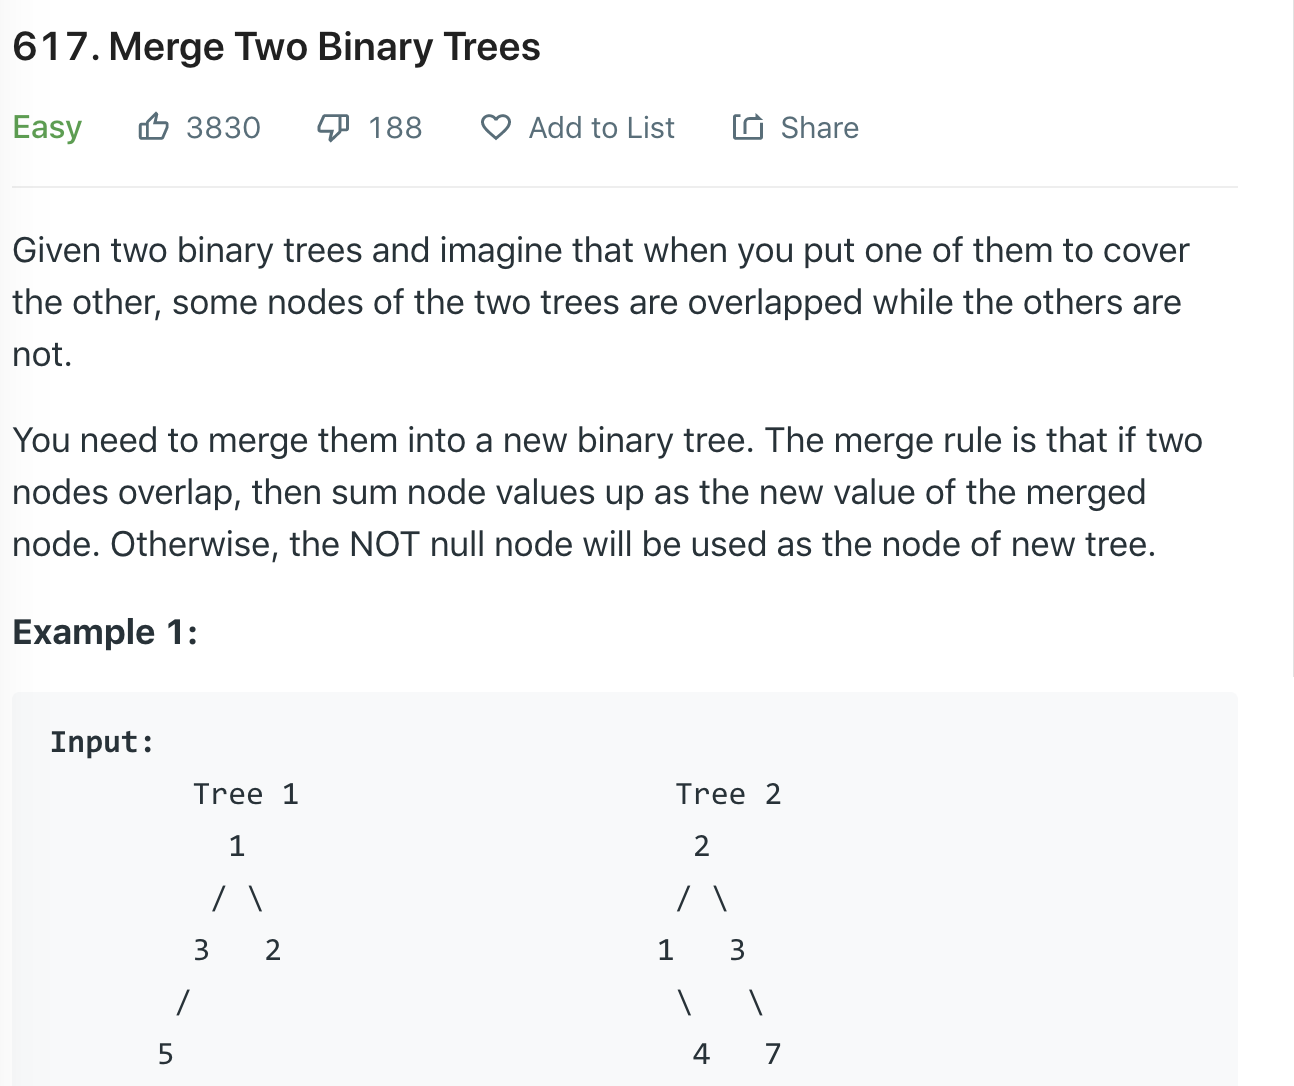 617. Merge Two Binary Trees
Easy 3830 188 Add to List Share
Given two binary trees and imagine that when you put one of them to cover
the other, some nodes of the two trees are overlapped while the others are
not.
You need to merge them into a new binary tree. The merge rule is that if two
nodes overlap, then sum node values up as the new value of the merged
node. Otherwise, the NOT null node will be used as the node of new tree.
Example 1:
Input:
        Tree 1                     Tree 2
          1                         2
         / \                       / \
        3   2                     1   3
       /                           \   \
      5                             4   7